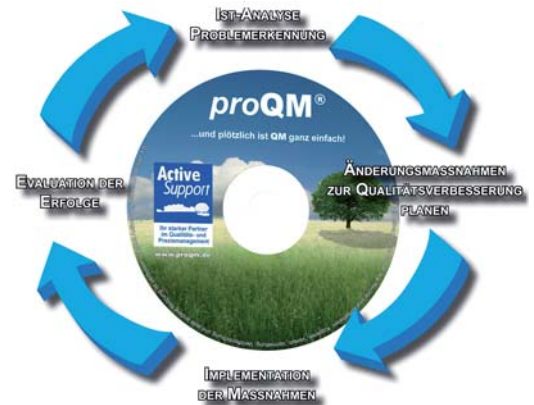 IST-ANALYSE
PROBLEMERKENNUNG
proQM®
...und plötzlich ist QM ganz einfach!
Active
Support
Ihr starker Partner
im Qualitäts- und
Praxismanagement
www.proqm.de
ÄNDERUNGSMASSNAHMEN
ZUR QUALITÄTSVERBESSERUNG
PLANEN
EVALUATION DER
ERFOLGE
IMPLEMENTATION
DER MASSNAHMEN